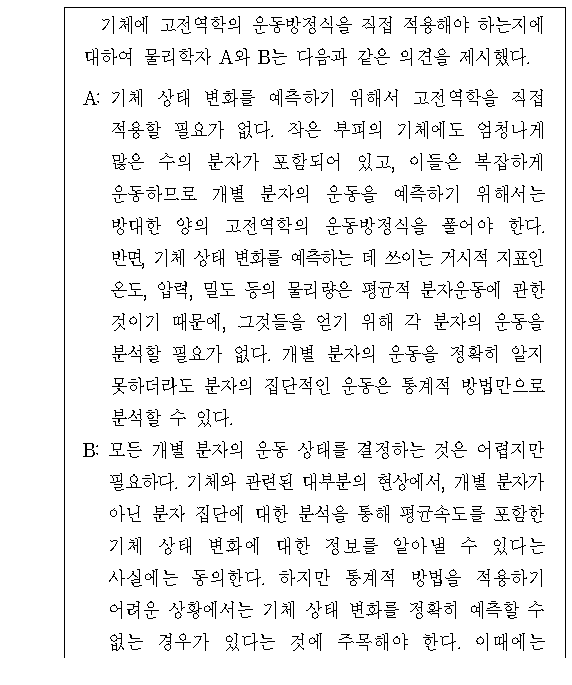 기체에 고전역학의 운동방정식을 직접 적용해야 하는지에
대하여 물리학자 A와 B는 다음과 같은 의견을 제시했다.
A: 기체 상태 변화를 예측하기 위해서 고전역학을 직접
적용할 필요가 없다. 작은 부피의 기체에도 엄청나게
많은 수의 분자가 포함되어 있고, 이들은 복잡하게
운동하므로 개별 분자의 운동을 예측하기 위해서는
방대한 양의 고전역학의 운동방정식을 풀어야 한다.
반면, 기체 상태 변화를 예측하는 데 쓰이는 거시적 지표인
온도, 압력, 밀도 등의 물리량은 평균적 분자운동에 관한
것이기 때문에, 그것들을 얻기 위해 각 분자의 운동을
분석할 필요가 없다. 개별 분자의 운동을 정확히 알지
못하더라도 분자의 집단적인 운동은 통계적 방법만으로
분석할 수 있다.
B: 모든 개별 분자의 운동 상태를 결정하는 것은 어렵지만
필요하다. 기체와 관련된 대부분의 현상에서, 개별 분자가
아닌 분자 집단에 대한 분석을 통해 평균속도를 포함한
기체 상태 변화에 대한 정보를 알아낼 수 있다는
사실에는 동의한다. 하지만 통계적 방법을 적용하기
어려운 상황에서는 기체 상태 변화를 정확히 예측할 수
없는 경우가 있다는 것에 주목해야 한다. 이때에는